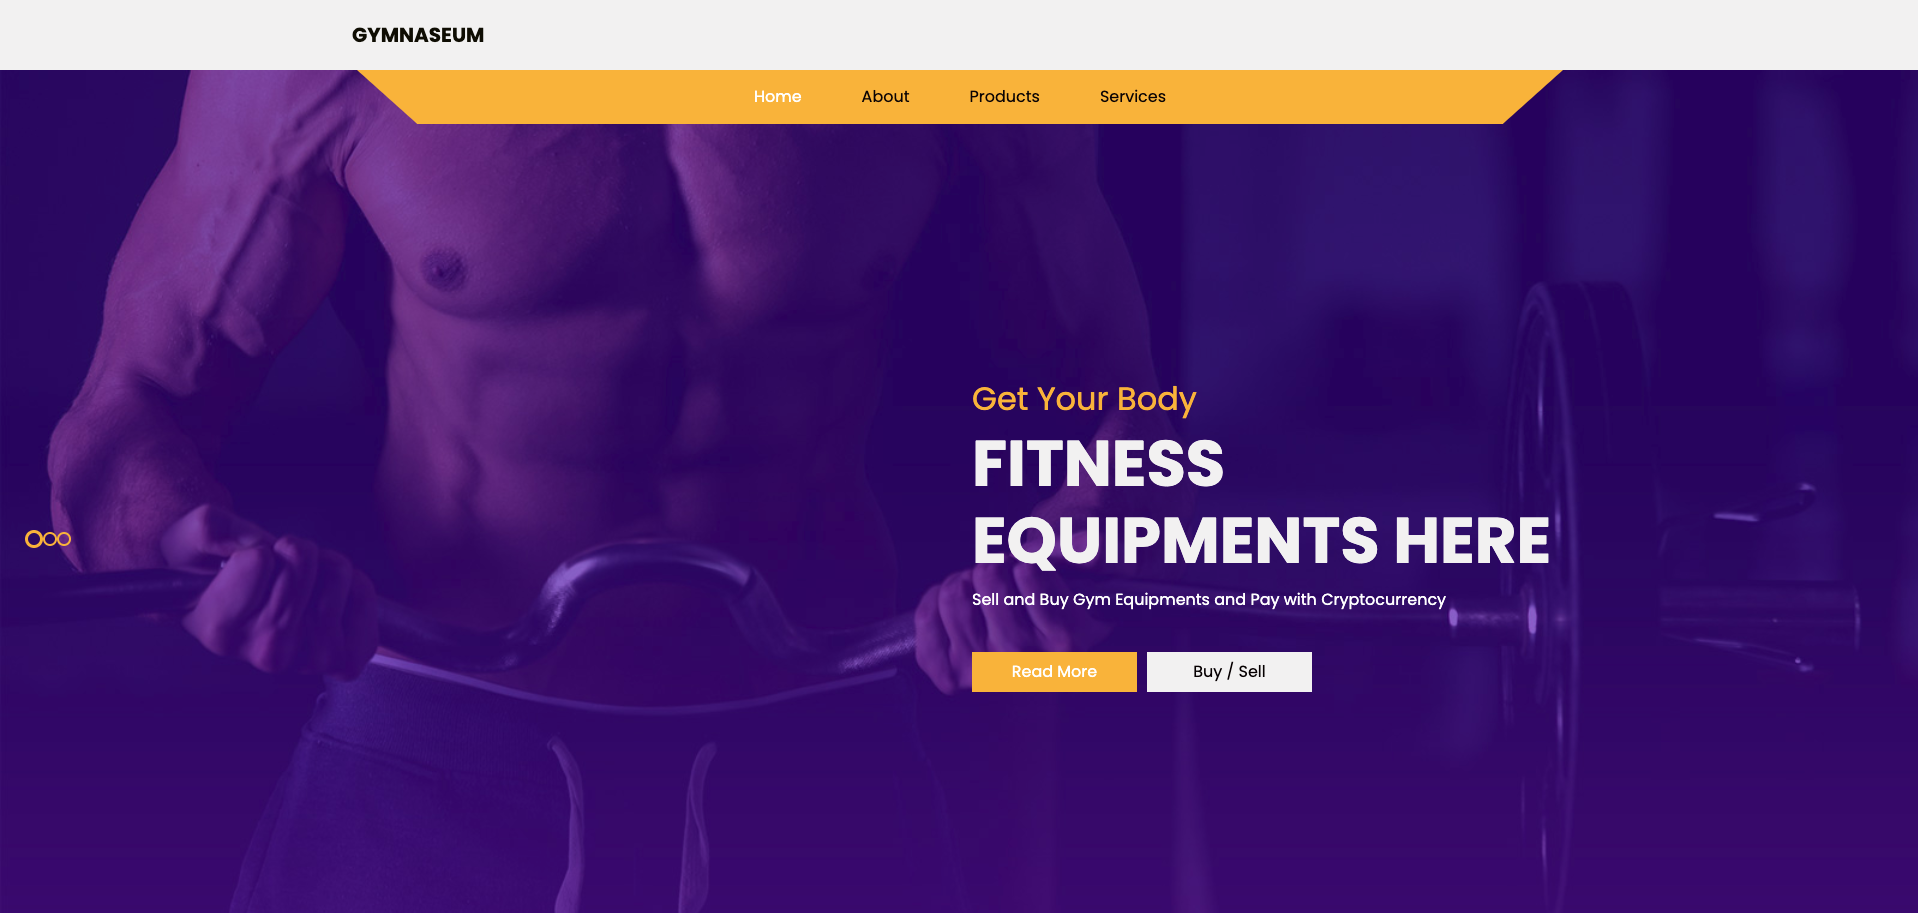 GYMNASEUM
Home About Products Services
Get Your Body
FITNESS
EQUIPMENTS HERE
Sell and Buy Gym Equipments and Pay with Cryptocurrency
Read More Buy / Sell